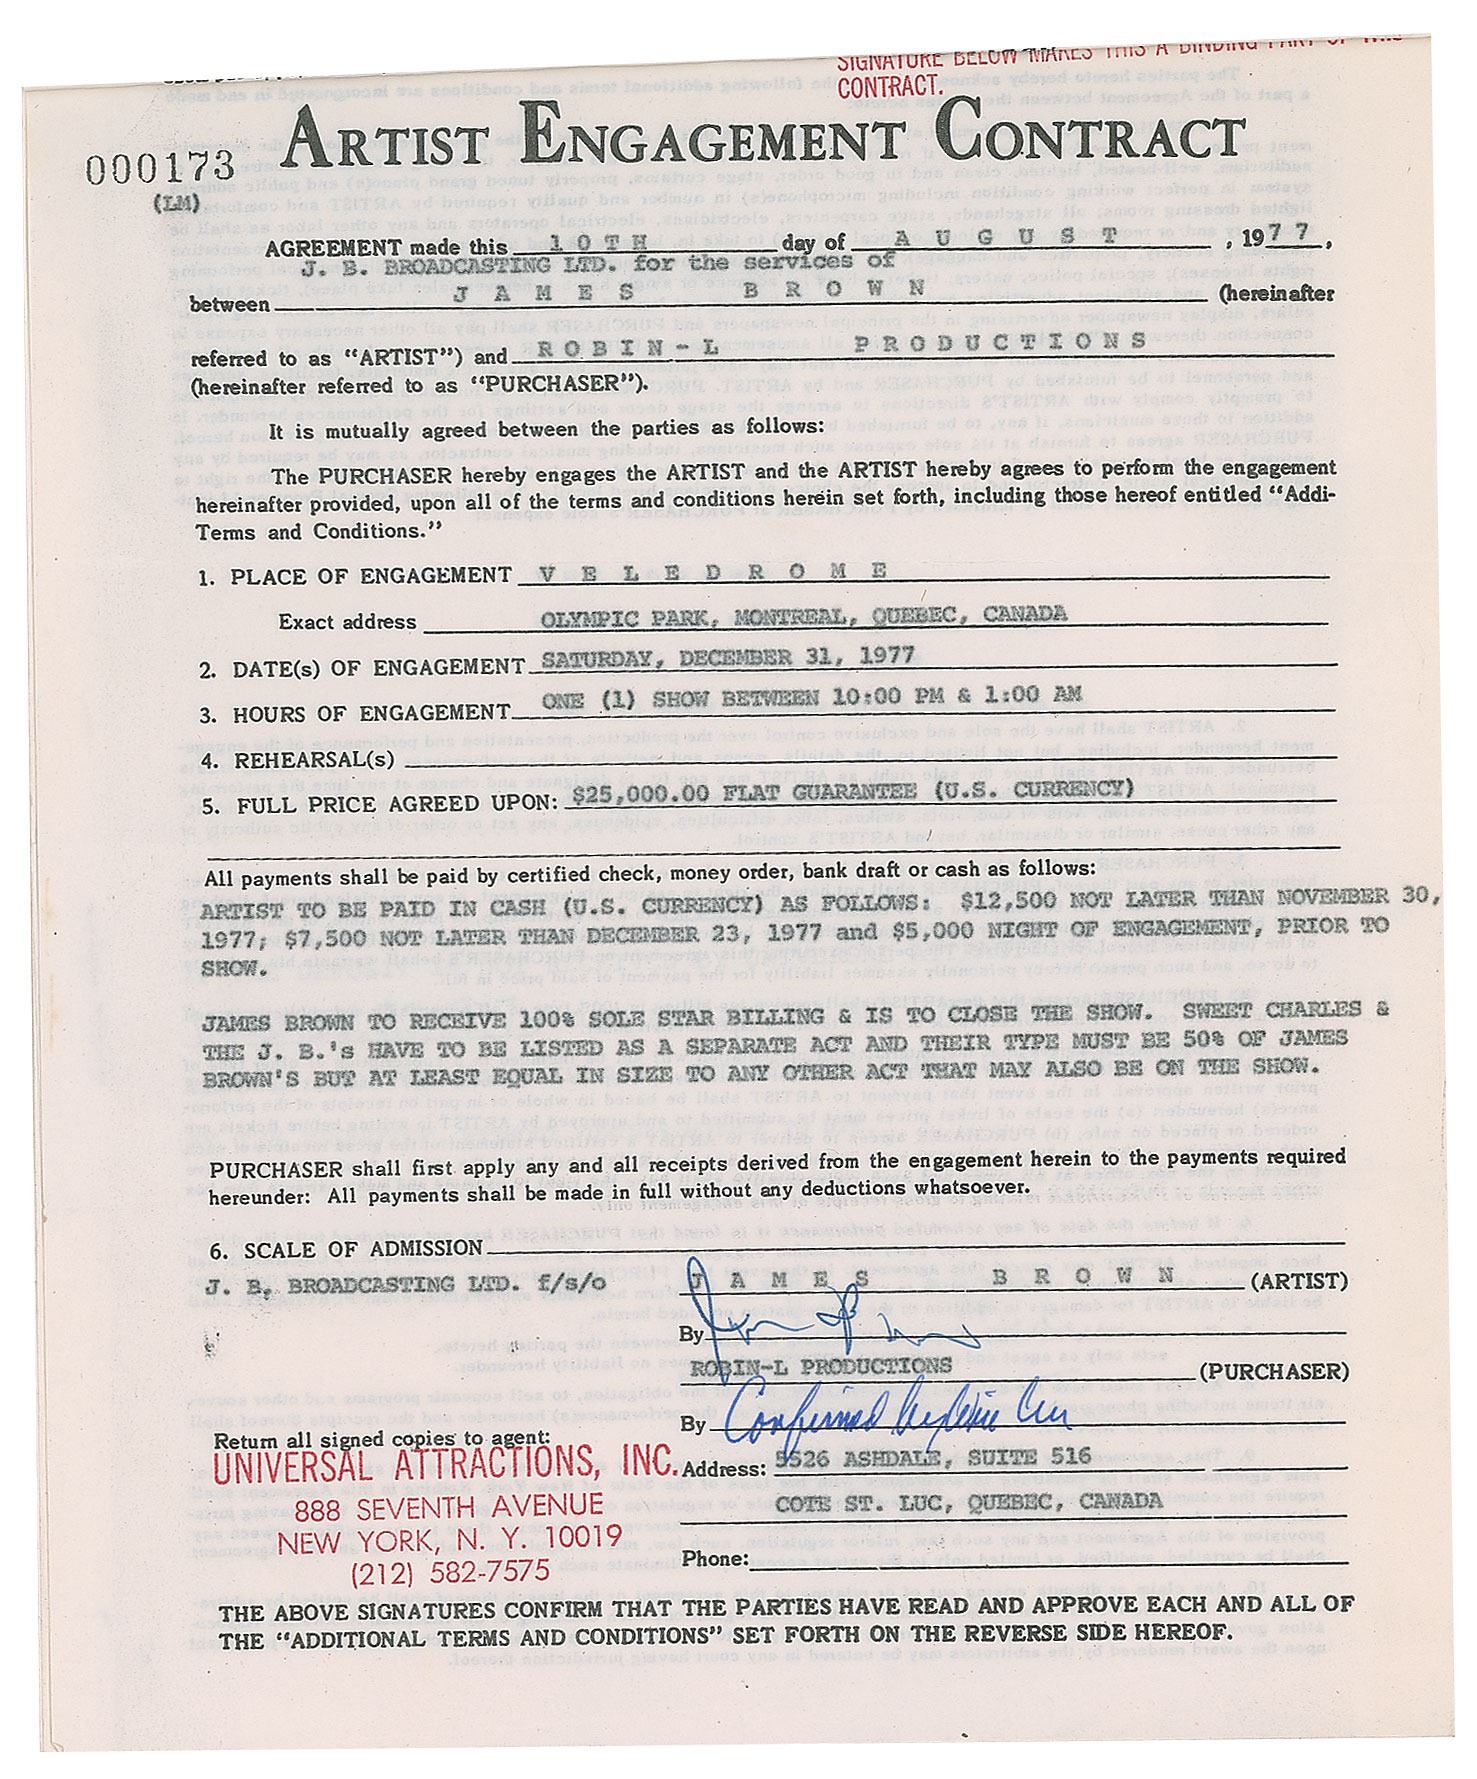 SIGNATURE BELOW MAKES THIS A BINDING PART OF THIS
CONTRACT.
ARTIST ENGAGEMENT CONTRACT
000173
(LM)
AGREEMENT made this 10TH day of AUGUST, 1977,
J. B. BROADCASTING LTD. for the services of
between JAMES BROWN (hereinafter
referred to as "ARTIST") and ROBIN-L PRODUCTIONS
(hereinafter referred to as "PURCHASER").
It is mutually agreed between the parties as follows:
The PURCHASER hereby engages the ARTIST and the ARTIST hereby agrees to perform the engagement
hereinafter provided, upon all of the terms and conditions herein set forth, including those hereof entitled "Addi-
Terms and Conditions."
1. PLACE OF ENGAGEMENT VELEDROME
Exact address OLYMPIC PARK, MONTREAL, QUEBEC, CANADA
2. DATE(s) OF ENGAGEMENT SATURDAY, DECEMBER 31, 1977
3. HOURS OF ENGAGEMENT ONE (1) SHOW BETWEEN 10:00 PM & 1:00 AM
4. REHEARSAL(s)
5. FULL PRICE AGREED UPON: $25,000.00 FLAT GUARANTEE (U.S. CURRENCY)
All payments shall be paid by certified check, money order, bank draft or cash as follows:
ARTIST TO BE PAID IN CASH (U.S. CURRENCY) AS FOLLOWS: $12,500 NOT LATER THAN NOVEMBER 30,
1977; $7,500 NOT LATER THAN DECEMBER 23, 1977 and $5,000 NIGHT OF ENGAGEMENT, PRIOR TO
SHOW.
JAMES BROWN TO RECEIVE 100% SOLE STAR BILLING & IS TO CLOSE THE SHOW. SWEET CHARLES &
THE J. B.'s HAVE TO BE LISTED AS A SEPARATE ACT AND THEIR TYPE MUST BE 50% OF JAMES
BROWN'S BUT AT LEAST EQUAL IN SIZE TO ANY OTHER ACT THAT MAY ALSO BE ON THE SHOW.
PURCHASER shall first apply any and all receipts derived from the engagement herein to the payments required
hereunder: All payments shall be made in full without any deductions whatsoever.
6. SCALE OF ADMISSION
J. B. BROADCASTING LTD. f/s/o JAMES BROWN (ARTIST)
By
ROBIN-L PRODUCTIONS (PURCHASER)
By Confirmed
Return all signed copies to agent:
UNIVERSAL ATTRACTIONS, INC.
888 SEVENTH AVENUE
NEW YORK, N. Y. 10019
(212) 582-7575
Address: 5526 ASHDALE, SUITE 516
COTE ST. LUC, QUEBEC, CANADA
Phone:
THE ABOVE SIGNATURES CONFIRM THAT THE PARTIES HAVE READ AND APPROVE EACH AND ALL OF
THE "ADDITIONAL TERMS AND CONDITIONS" SET FORTH ON THE REVERSE SIDE HEREOF.